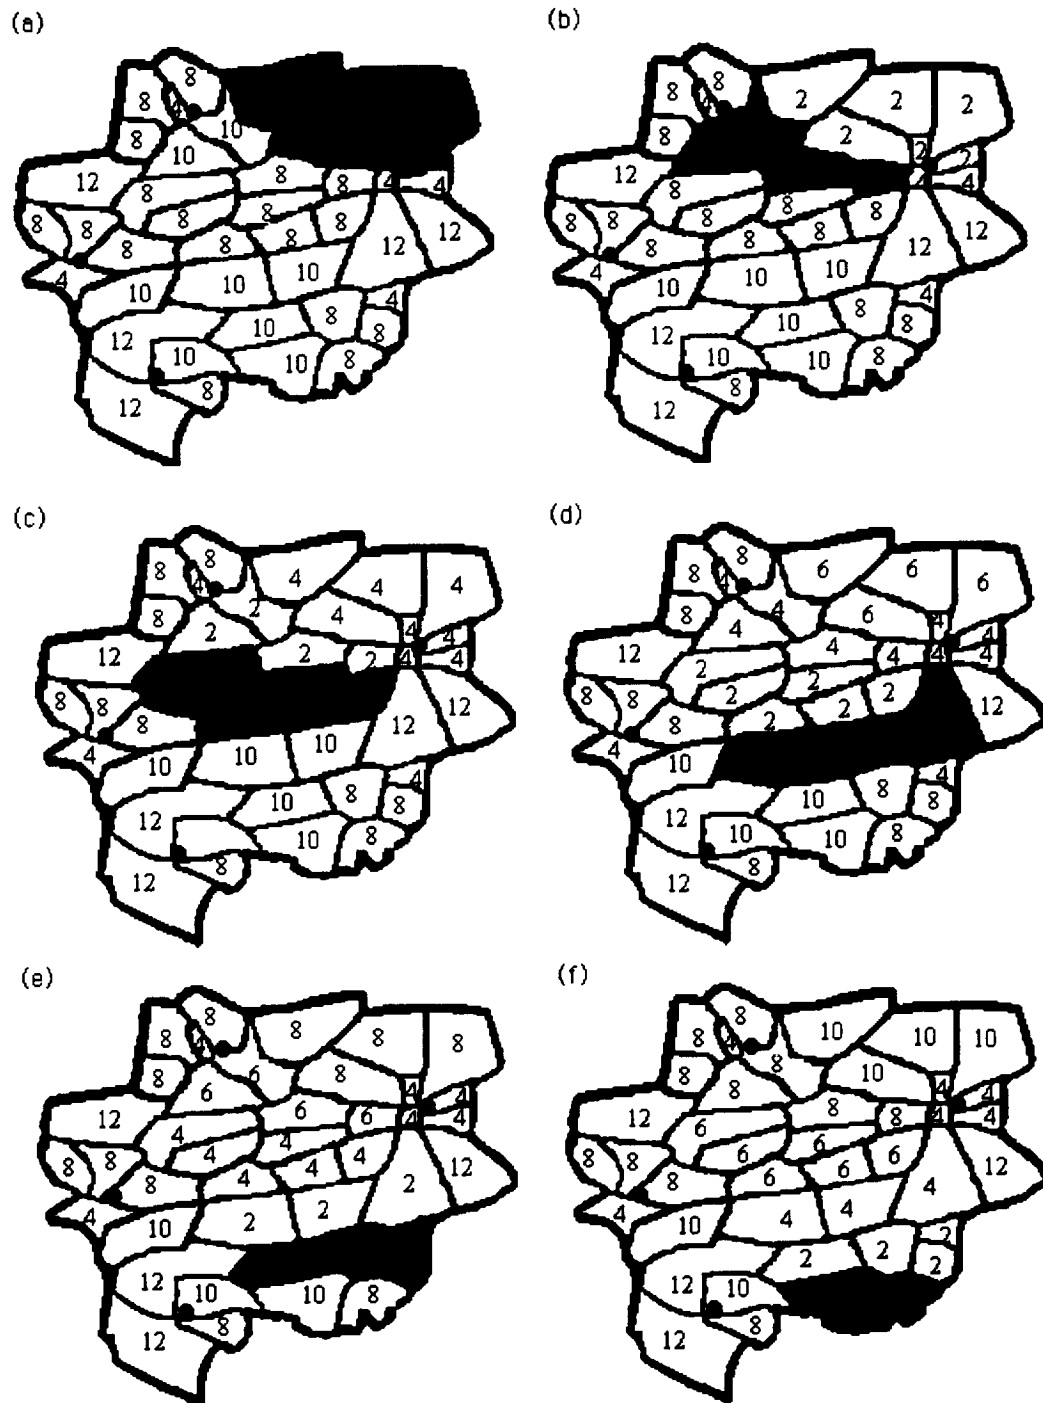 (a)
8
8 4
8 10
10
12 8 8 8 4 4
8 8 8 8 8
8 8 8 12 12
4 10 10 10
10 8 4
12 10 10 8 8
12 8
(b)
8 2 2 2
8 4
8 2 2 2
12 8 4 4
8 8 8 8 8
8 8 8 12 12
4 10 10 10
10 8 4
12 10 10 8 8
12 8
(c)
8 4 4 4
8 4
8 2 4 4 4
2 2 2 4 4
12
8 8 8 12 12
4 10 10 10
10 8 4
12 10 10 8 8
12 8
(d)
8 6 6 6
8 4
8 4 6 4 4
4 4 4 4 4
12 2 2 2 2
8 8 8 2 2 12
4 10
10 8 4
12 10 10 8 8
12 8
(e)
8 8 8 8
8 4
8 6 8 4 4
6 6 6 4 4
12 4 4 4 4
8 8 8 4 4 2 12
4 10 2 2
12 10 10 8
12 8
(f)
8 10 10 10
8 4
8 8 10 4 4
8 8 8 4 4
12 6 6 6 6
8 8 8 6 6 4 12
4 10 4 4
2 2 2
12 10 2
12 8